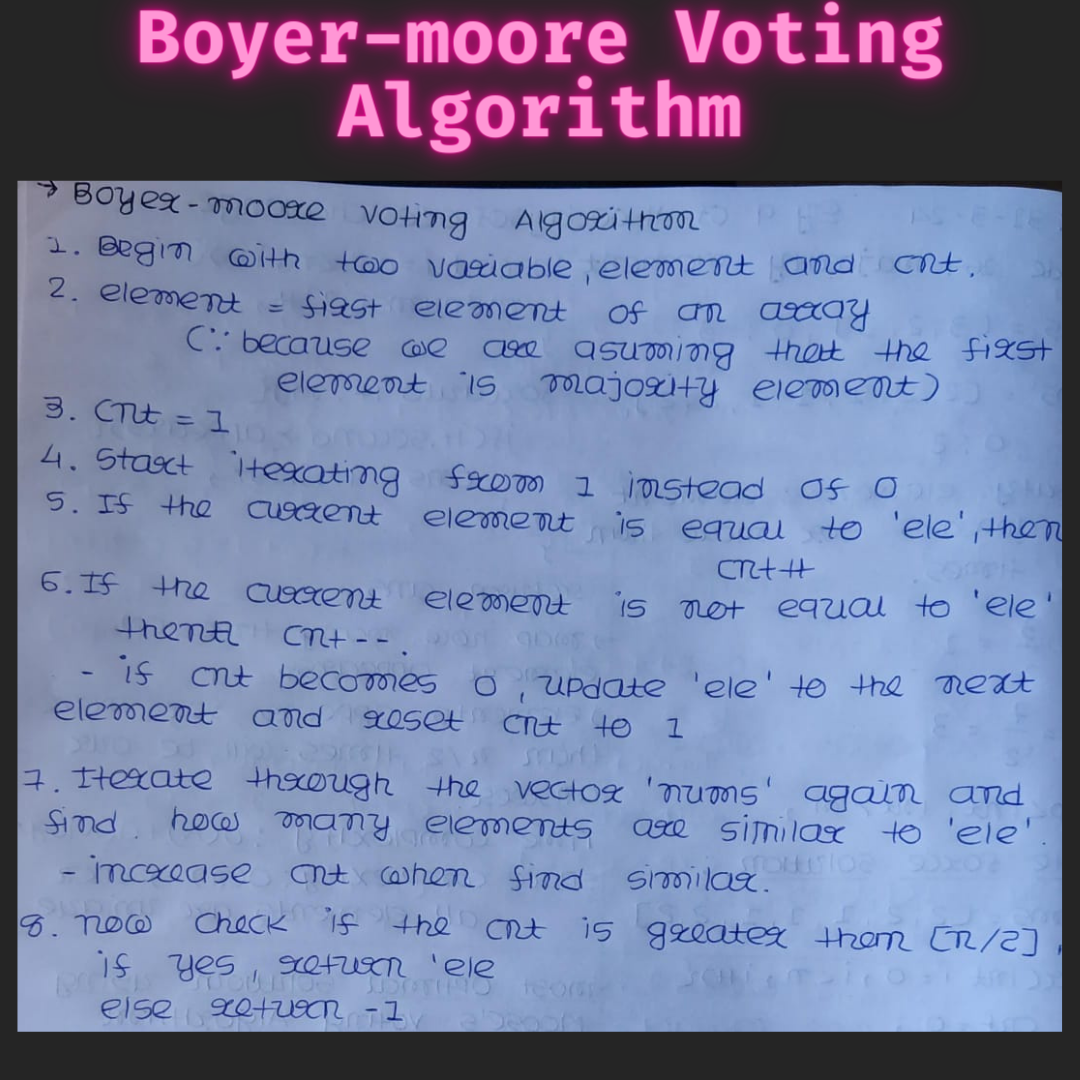 Boyer-moore Voting
Algorithm
→ Boyer-moore voting Algorithm
1. Begin with two variable, element and cnt.
2. element = first element of an array
(∵ because we are asuming that the first
element is majority element)
3. cnt = 1
4. Start iterating from 1 instead of 0
5. If the current element is equal to 'ele', then
cnt++
6. If the current element is not equal to 'ele'
then cnt--.
- if cnt becomes 0, update 'ele' to the next
element and reset cnt to 1
7. Iterate through the vector 'nums' again and
find how many elements are similar to 'ele'.
- increase cnt when find similar.
8. now check if the cnt is greater then [n/2],
if yes, return 'ele
else return -1